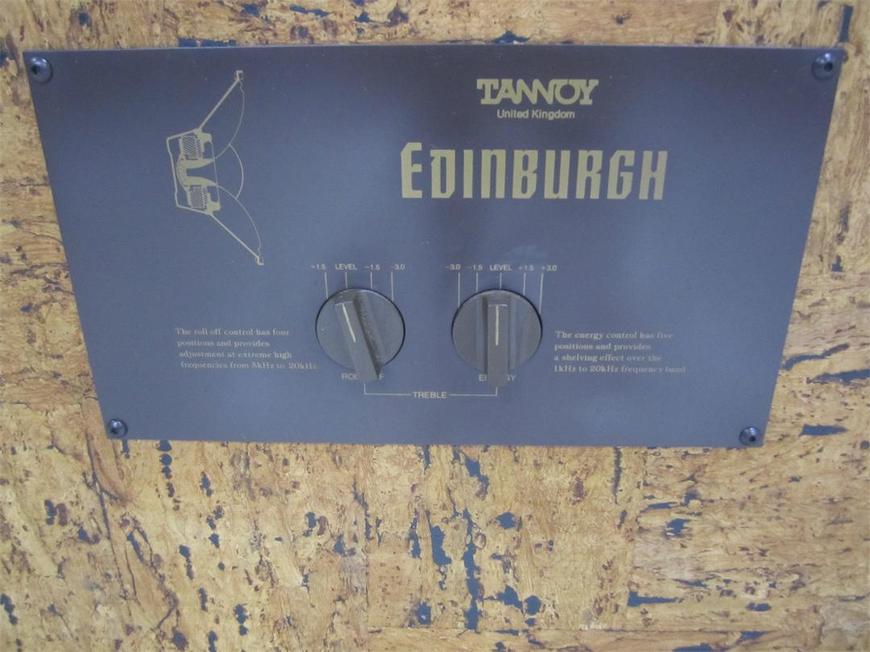 TANNOY
United Kingdom
EDINBURGH
+1.5 LEVEL -1.5 -3.0
-3.0 -1.5 LEVEL +1.5 +3.0
The roll off control has four
positions and provides
adjustment at extreme high
frequencies from 5kHz to 20kHz.
The energy control has five
positions and provides
a shelving effect over the
1kHz to 20kHz frequency band
TREBLE